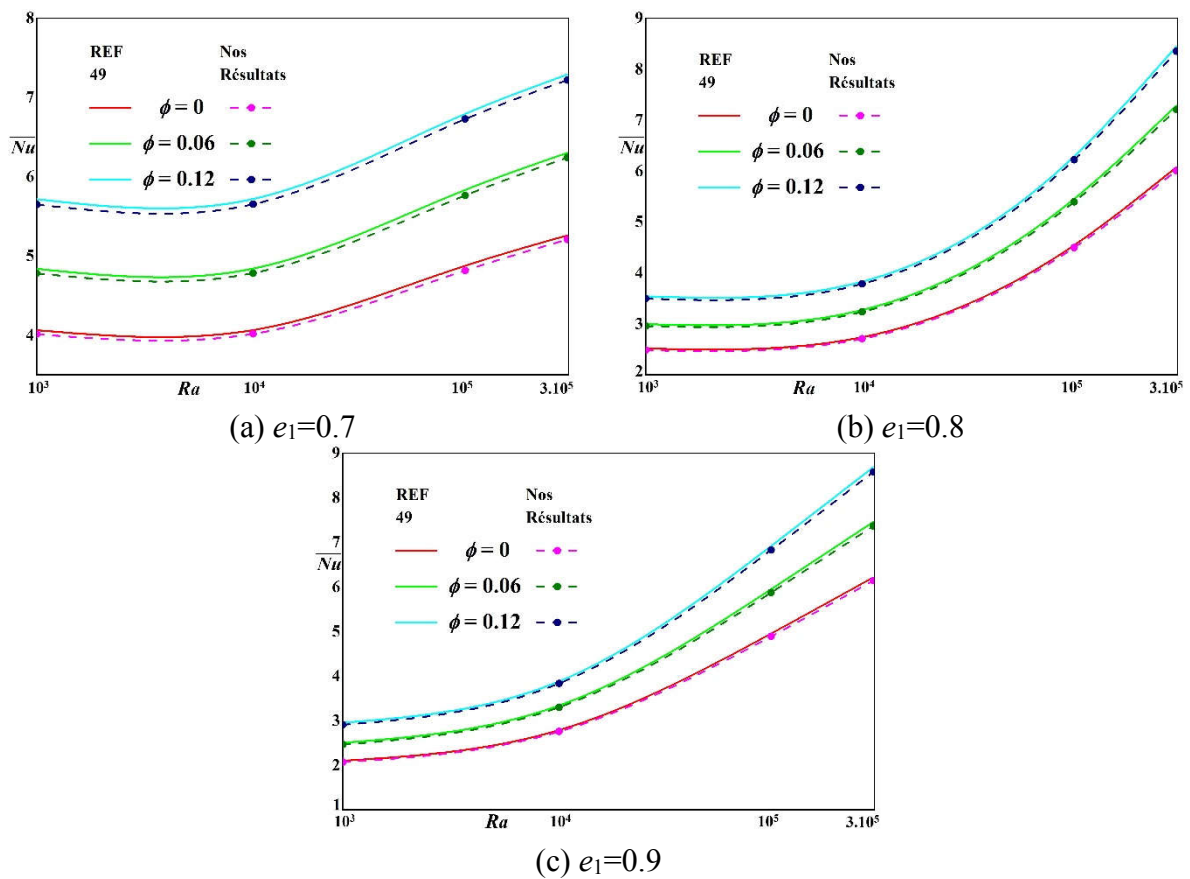 8
7
6
5
4
Nu
REF Nos
49 Résultats
ϕ = 0
ϕ = 0.06
ϕ = 0.12
10³ Ra 10⁴ 10⁵ 3.10⁵
(a) e₁=0.7
9
8
7
6
5
4
3
2
Nu
REF Nos
49 Résultats
ϕ = 0
ϕ = 0.06
ϕ = 0.12
10³ Ra 10⁴ 10⁵ 3.10⁵
(b) e₁=0.8
9
8
7
6
5
4
3
2
1
Nu
REF Nos
49 Résultats
ϕ = 0
ϕ = 0.06
ϕ = 0.12
10³ Ra 10⁴ 10⁵ 3.10⁵
(c) e₁=0.9